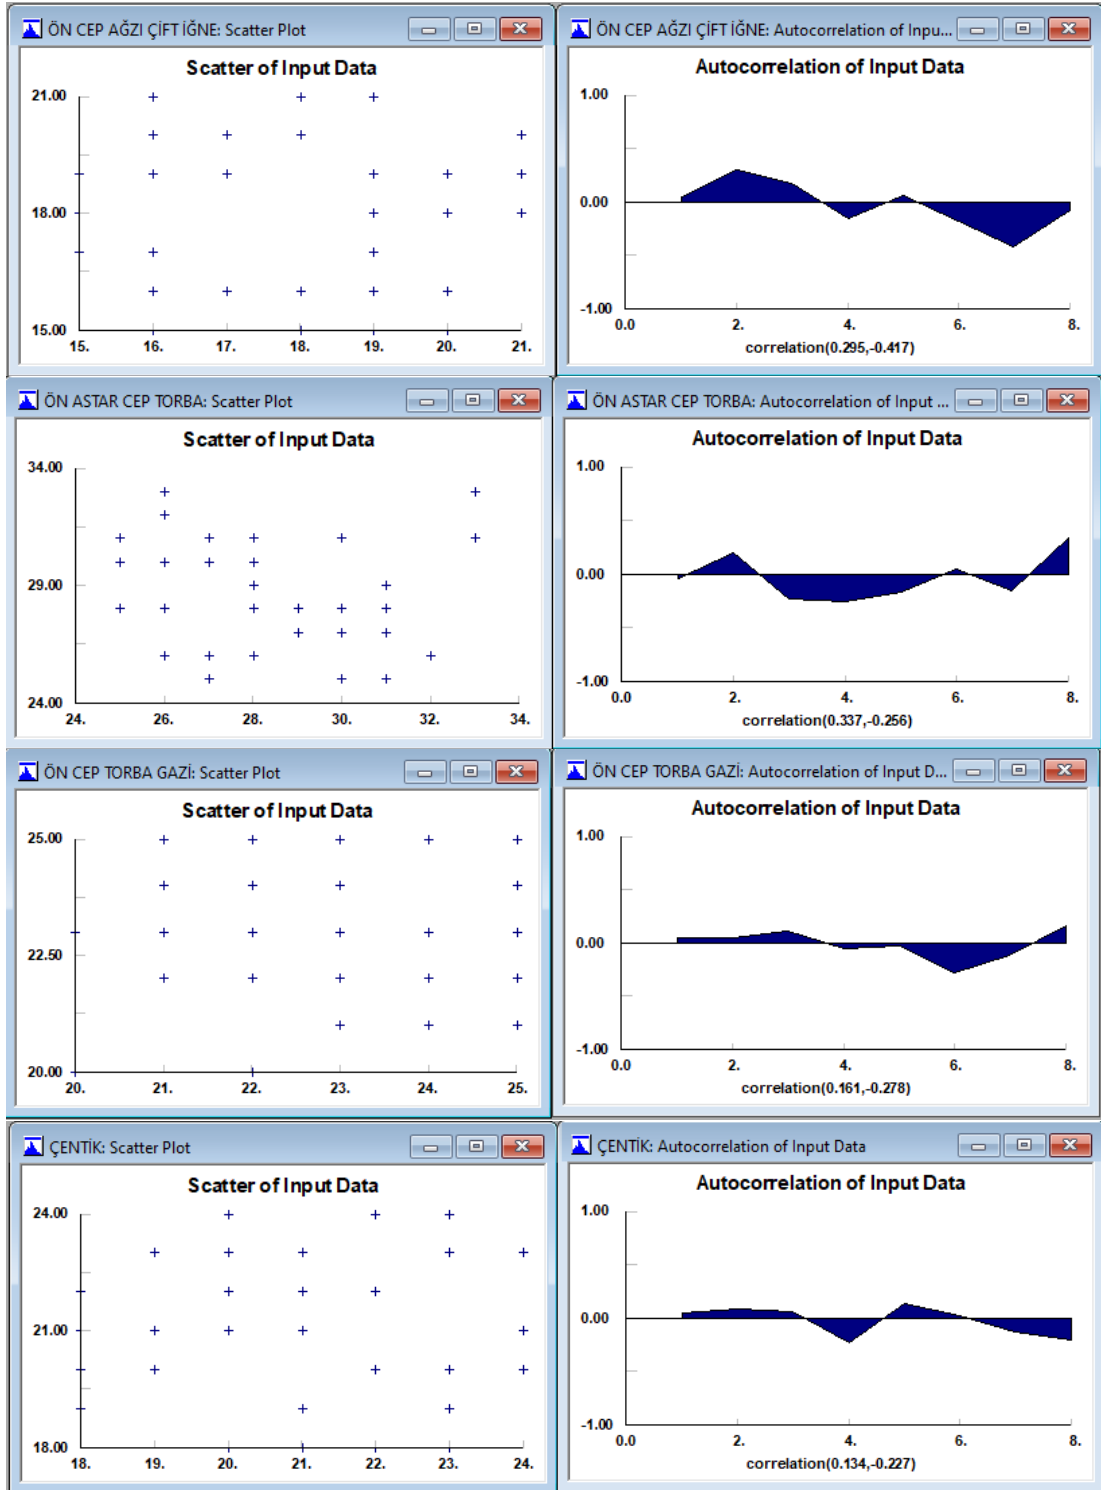 ÖN CEP AĞZI ÇİFT İĞNE: Scatter Plot
Scatter of Input Data
21.00
18.00
15.00
15. 16. 17. 18. 19. 20. 21.
ÖN CEP AĞZI ÇİFT İĞNE: Autocorrelation of Inpu...
Autocorrelation of Input Data
1.00
0.00
-1.00
0.0 2. 4. 6. 8.
correlation(0.295,-0.417)
ÖN ASTAR CEP TORBA: Scatter Plot
Scatter of Input Data
34.00
29.00
24.00
24. 26. 28. 30. 32. 34.
ÖN ASTAR CEP TORBA: Autocorrelation of Input ...
Autocorrelation of Input Data
1.00
0.00
-1.00
0.0 2. 4. 6. 8.
correlation(0.337,-0.256)
ÖN CEP TORBA GAZİ: Scatter Plot
Scatter of Input Data
25.00
22.50
20.00
20. 21. 22. 23. 24. 25.
ÖN CEP TORBA GAZİ: Autocorrelation of Input D...
Autocorrelation of Input Data
1.00
0.00
-1.00
0.0 2. 4. 6. 8.
correlation(0.161,-0.278)
ÇENTİK: Scatter Plot
Scatter of Input Data
24.00
21.00
18.00
18. 19. 20. 21. 22. 23. 24.
ÇENTİK: Autocorrelation of Input Data
Autocorrelation of Input Data
1.00
0.00
-1.00
0.0 2. 4. 6. 8.
correlation(0.134,-0.227)